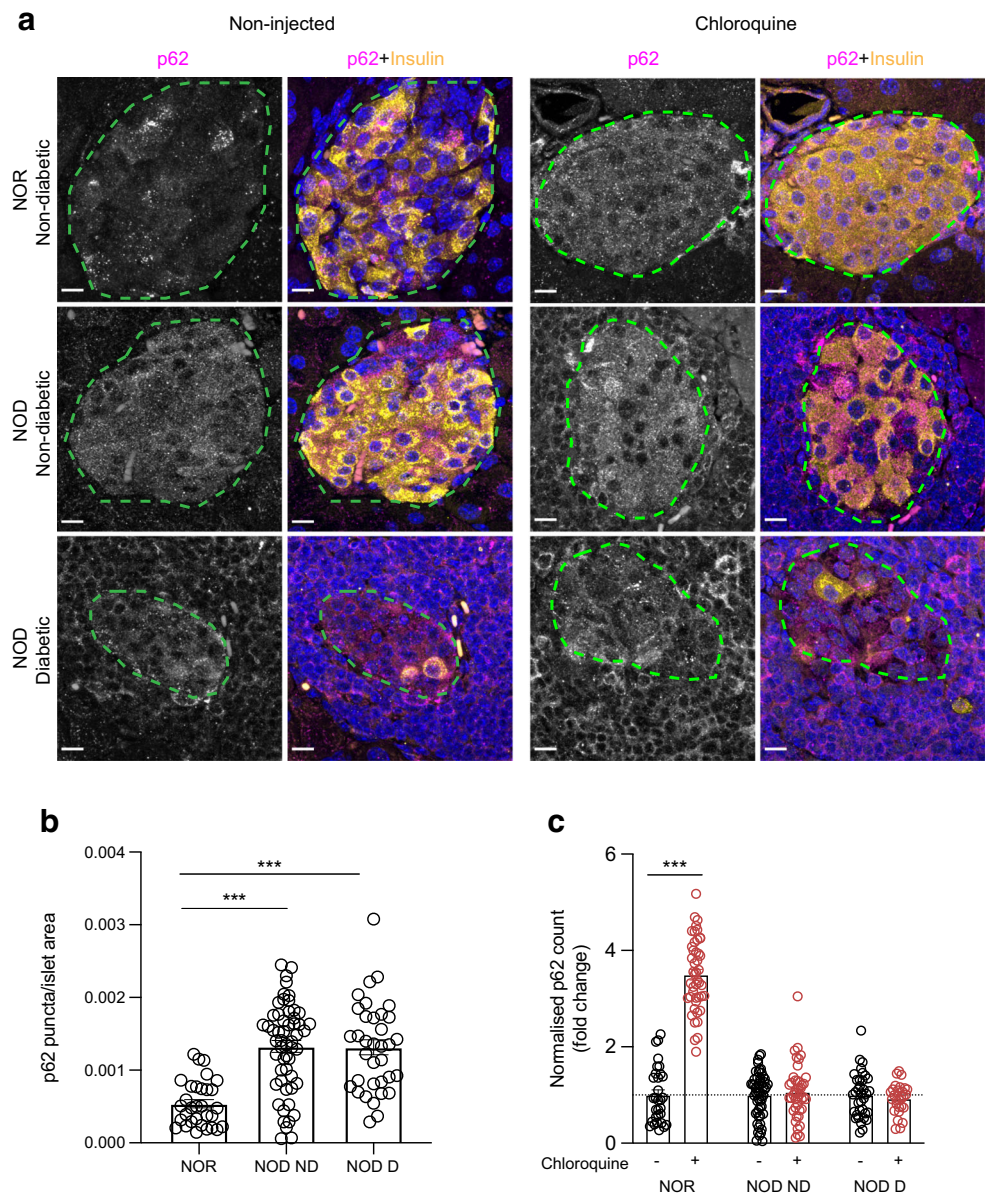 a
Non-injected
Chloroquine
p62
p62+Insulin
p62
p62+Insulin
NOR
Non-diabetic
NOD
Non-diabetic
NOD
Diabetic
b
p62 puncta/islet area
0.004
0.003
0.002
0.001
0.000
***
***
NOR
NOD ND
NOD D
c
Normalised p62 count
(fold change)
6
4
2
0
***
Chloroquine
- + - + - +
NOR
NOD ND
NOD D